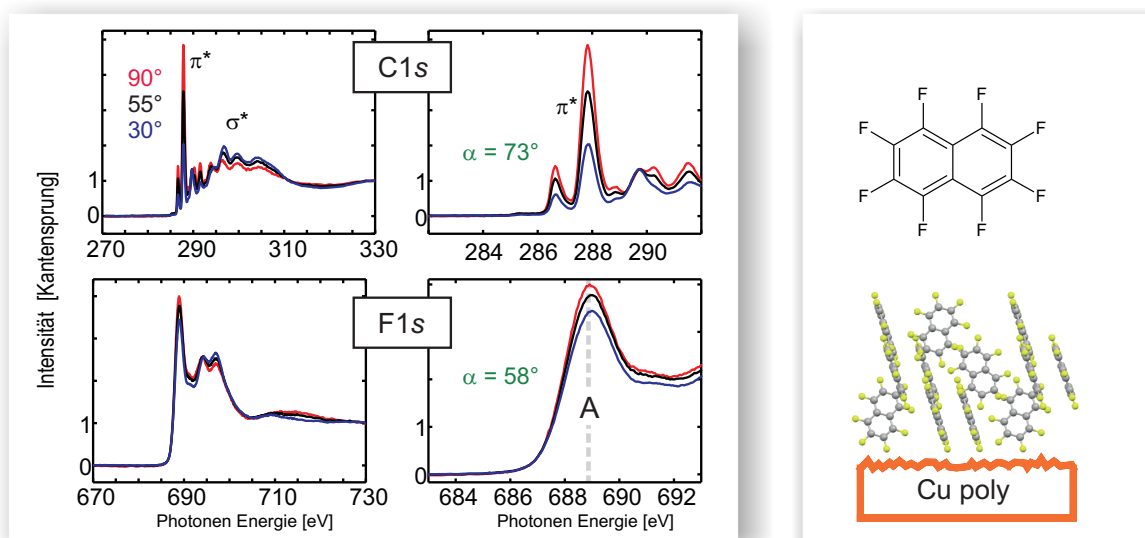 C1s
90°
55°
30°
π*
σ*
1
0
270
290
310
330
π*
α = 73°
1
0
284
286
288
290
Intensität [Kantensprung]
F1s
1
0
670
690
710
730
Photonen Energie [eV]
α = 58°
A
1
0
684
686
688
690
692
Photonen Energie [eV]
F
F
F
F
F
F
F
F
Cu poly